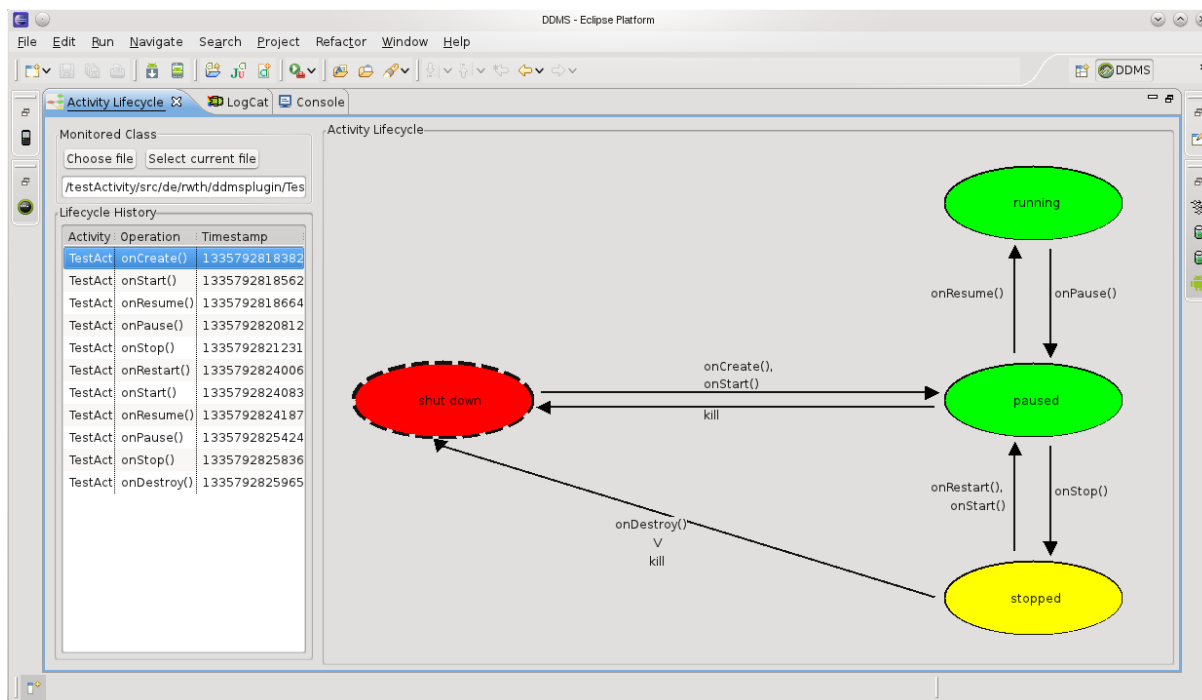 DDMS - Eclipse Platform
File Edit Run Navigate Search Project Refactor Window Help
DDMS
Activity Lifecycle LogCat Console
Monitored Class
Choose file Select current file
/testActivity/src/de/rwth/ddmsplugin/Tes
Lifecycle History
Activity Operation Timestamp
TestAct onCreate() 1335792818382
TestAct onStart() 1335792818562
TestAct onResume() 1335792818664
TestAct onPause() 1335792820812
TestAct onStop() 1335792821231
TestAct onRestart() 1335792824006
TestAct onStart() 1335792824083
TestAct onResume() 1335792824187
TestAct onPause() 1335792825424
TestAct onStop() 1335792825836
TestAct onDestroy() 1335792825965
Activity Lifecycle
running
onResume() onPause()
onCreate(),
onStart()
shut down
paused
kill
onRestart(),
onStart()
onStop()
onDestroy()
V
kill
stopped